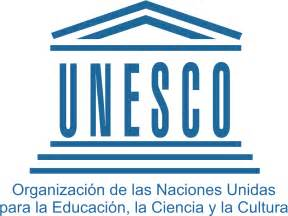 UNESCO
Organización de las Naciones Unidas
para la Educación, la Ciencia y la Cultura